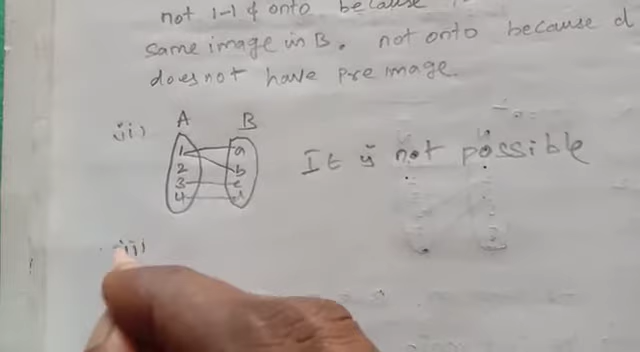 not 1-1 & onto because
same image in B. not onto because d
does not have pre image.
ii)
A B
1 a
2 b
3 c
4 d
It is not possible
iii